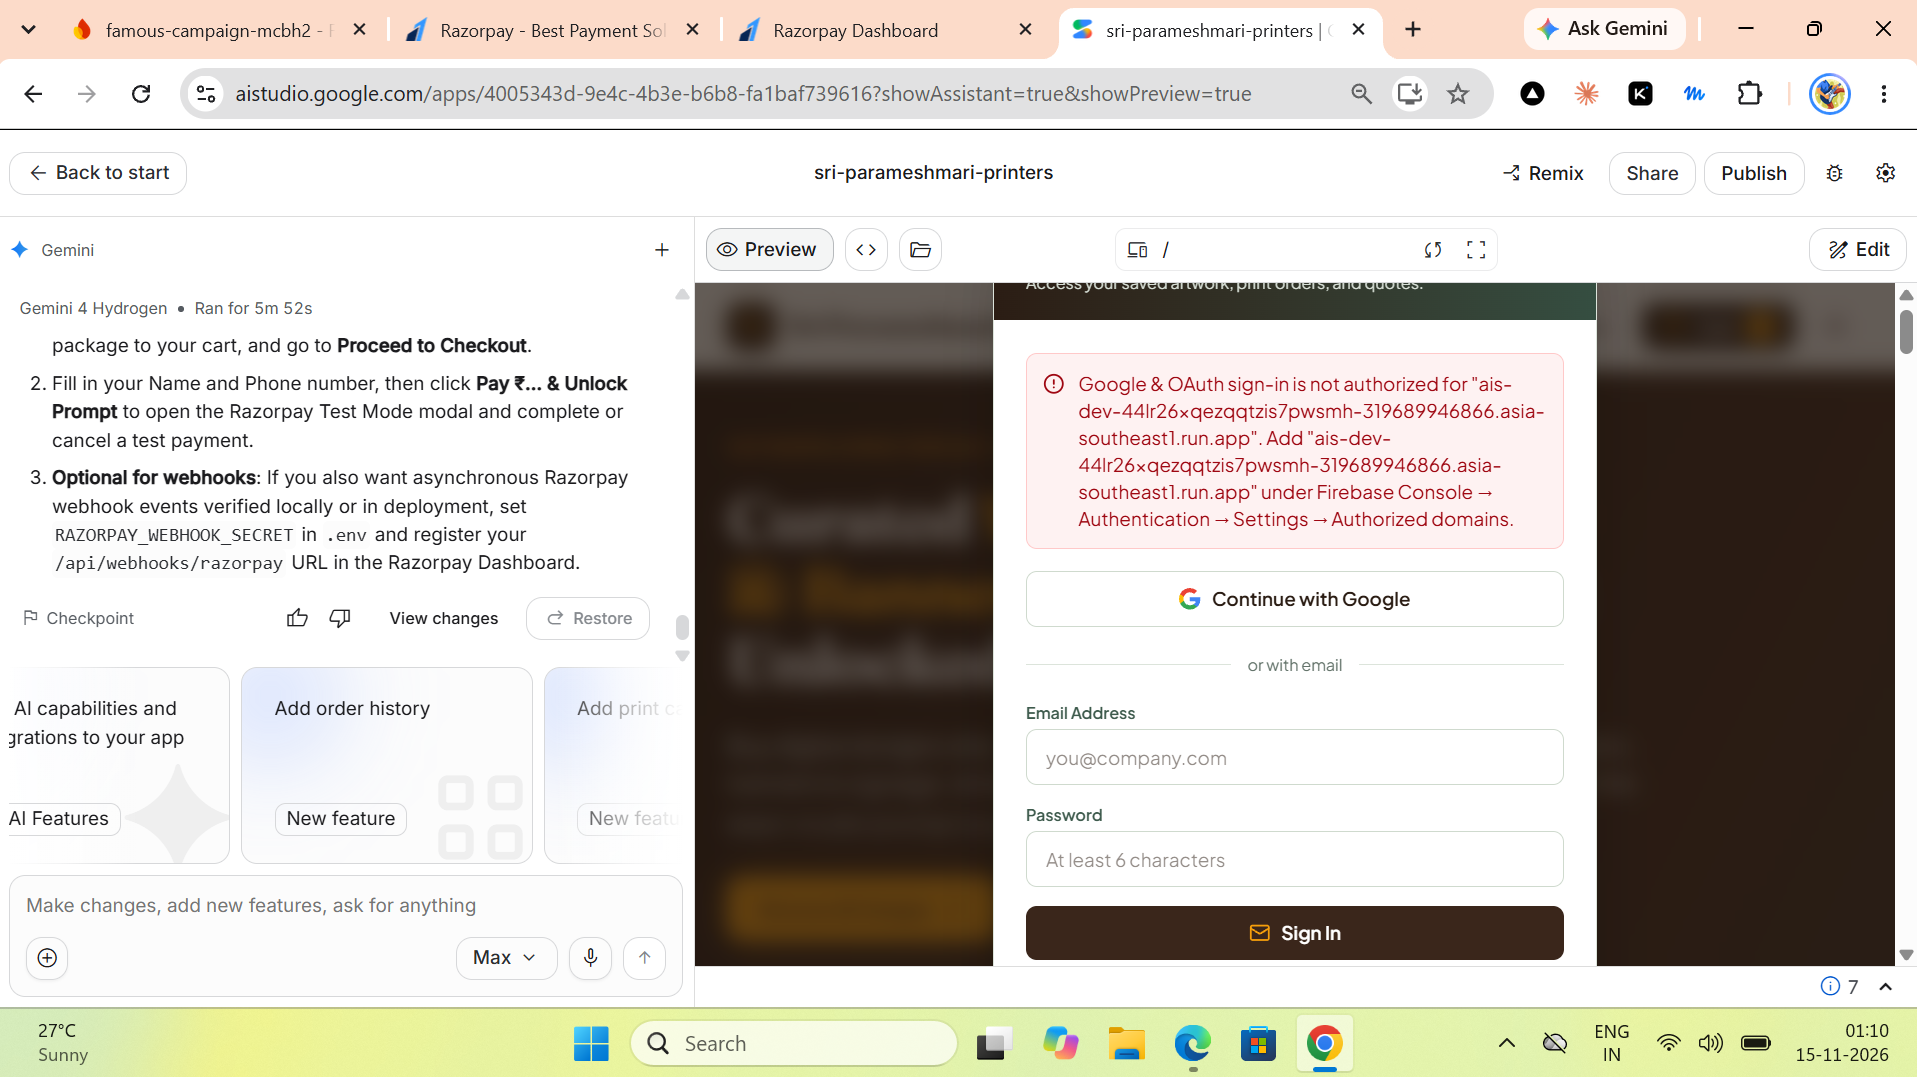 famous-campaign-mcbh2 - F
Razorpay - Best Payment Sol
Razorpay Dashboard
sri-parameshmari-printers | G
Ask Gemini
aistudio.google.com/apps/4005343d-9e4c-4b3e-b6b8-fa1baf739616?showAssistant=true&showPreview=true
Back to start
sri-parameshmari-printers
Remix
Share
Publish
Gemini
Preview
/
Edit
Gemini 4 Hydrogen • Ran for 5m 52s
package to your cart, and go to Proceed to Checkout.
2. Fill in your Name and Phone number, then click Pay ₹... & Unlock
Prompt to open the Razorpay Test Mode modal and complete or
cancel a test payment.
3. Optional for webhooks: If you also want asynchronous Razorpay
webhook events verified locally or in deployment, set
RAZORPAY_WEBHOOK_SECRET in .env and register your
/api/webhooks/razorpay URL in the Razorpay Dashboard.
Checkpoint
View changes
Restore
AI capabilities and
grations to your app
AI Features
Add order history
New feature
Add print c
New featu
Make changes, add new features, ask for anything
Max
Access your saved artwork, print orders, and quotes.
Google & OAuth sign-in is not authorized for "ais-
dev-44lr26xqezqqtzis7pwsmh-319689946866.asia-
southeast1.run.app". Add "ais-dev-
44lr26xqezqqtzis7pwsmh-319689946866.asia-
southeast1.run.app" under Firebase Console →
Authentication → Settings → Authorized domains.
Continue with Google
or with email
Email Address
you@company.com
Password
At least 6 characters
Sign In
7
27°C
Sunny
Search
ENG
IN
01:10
15-11-2026